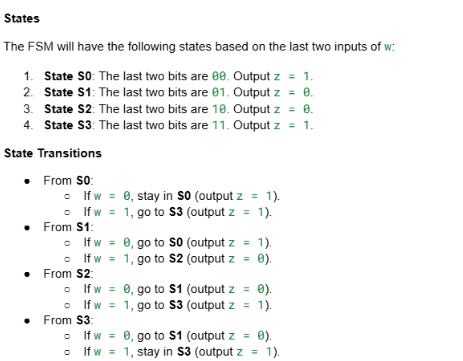 States
The FSM will have the following states based on the last two inputs of w:
1. State S0: The last two bits are 00. Output z = 1.
2. State S1: The last two bits are 01. Output z = 0.
3. State S2: The last two bits are 10. Output z = 0.
4. State S3: The last two bits are 11. Output z = 1.
State Transitions
• From S0:
○ If w = 0, stay in S0 (output z = 1).
○ If w = 1, go to S3 (output z = 1).
• From S1:
○ If w = 0, go to S0 (output z = 1).
○ If w = 1, go to S2 (output z = 0).
• From S2:
○ If w = 0, go to S1 (output z = 0).
○ If w = 1, go to S3 (output z = 1).
• From S3:
○ If w = 0, go to S1 (output z = 0).
○ If w = 1, stay in S3 (output z = 1).